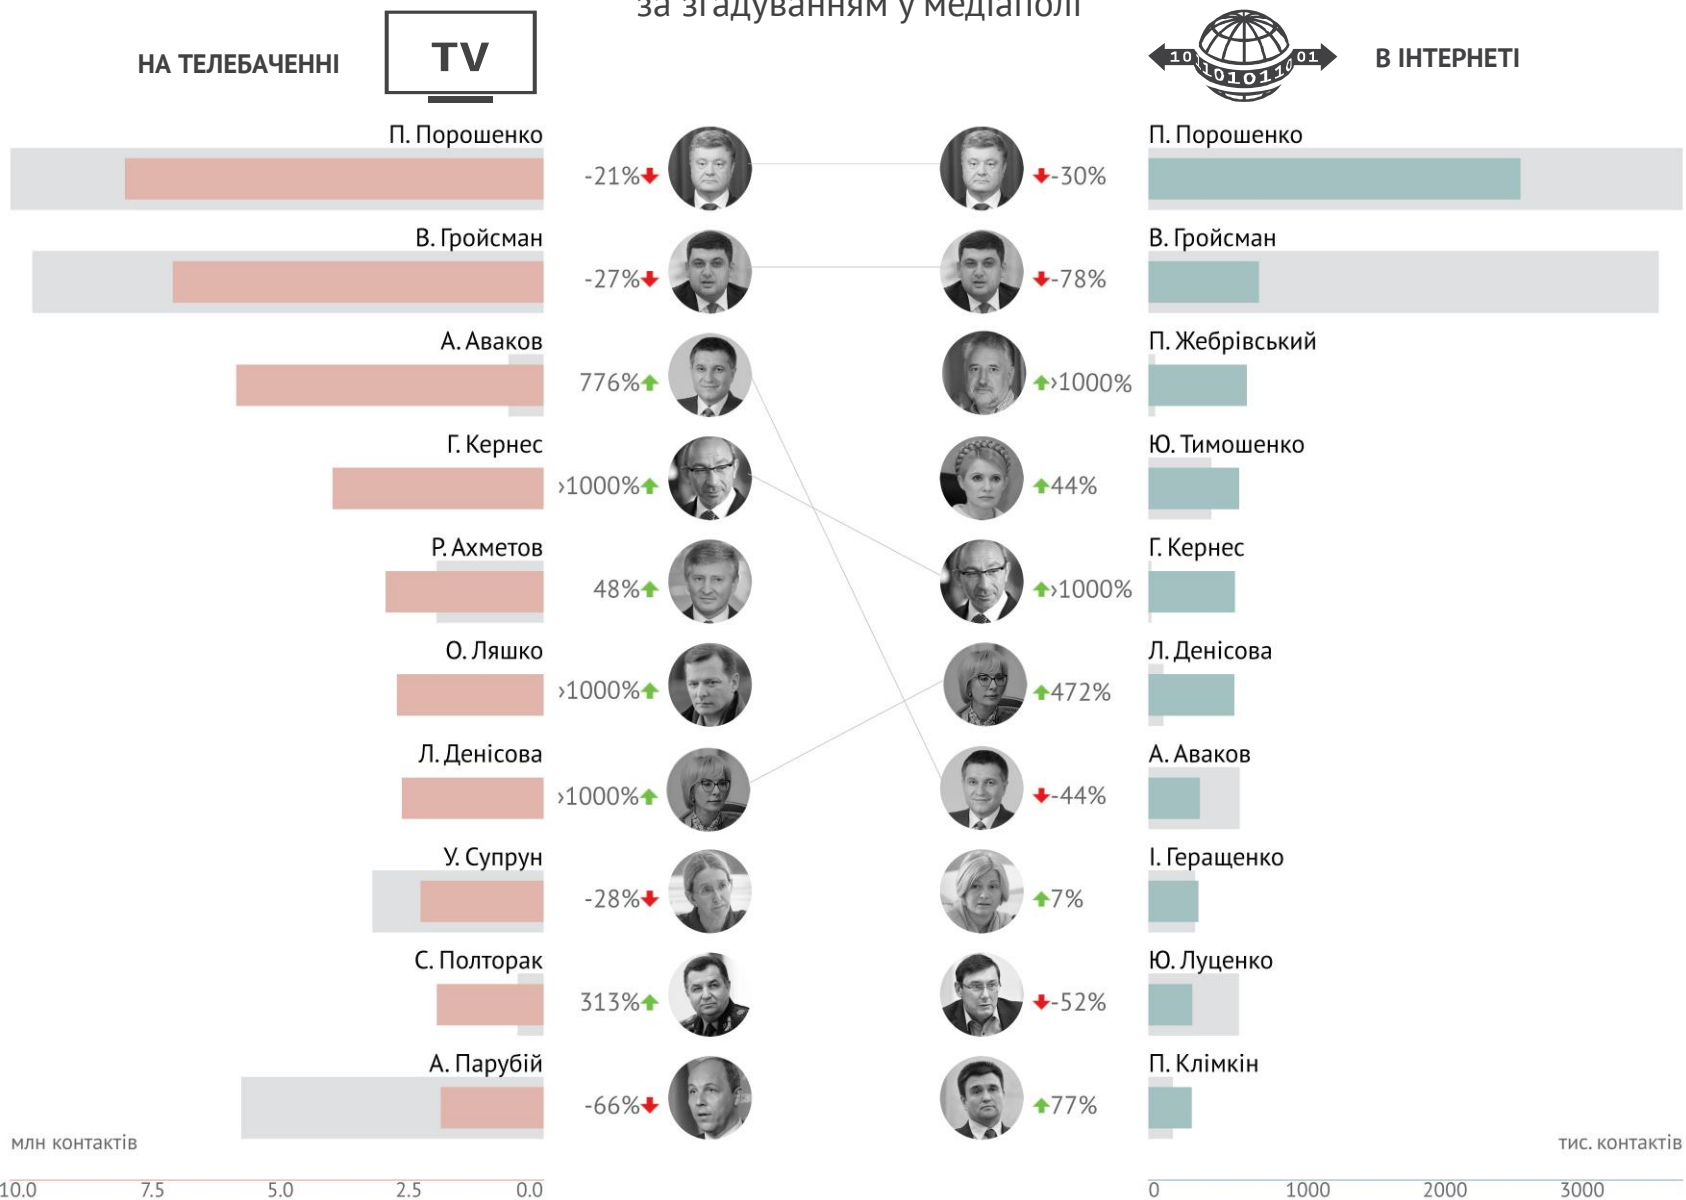 за згадуванням у медіаполі
НА ТЕЛЕБАЧЕННІ
TV
10110101101
В ІНТЕРНЕТІ
П. Порошенко
-21%
-30%
П. Порошенко
В. Гройсман
-27%
-78%
В. Гройсман
А. Аваков
776%
>1000%
П. Жебрівський
Г. Кернес
>1000%
44%
Ю. Тимошенко
Р. Ахметов
48%
>1000%
Г. Кернес
О. Ляшко
>1000%
472%
Л. Денісова
Л. Денісова
>1000%
-44%
А. Аваков
У. Супрун
-28%
7%
І. Геращенко
С. Полторак
313%
-52%
Ю. Луценко
А. Парубій
-66%
77%
П. Клімкін
млн контактів
тис. контактів
10.0 7.5 5.0 2.5 0.0
0 1000 2000 3000